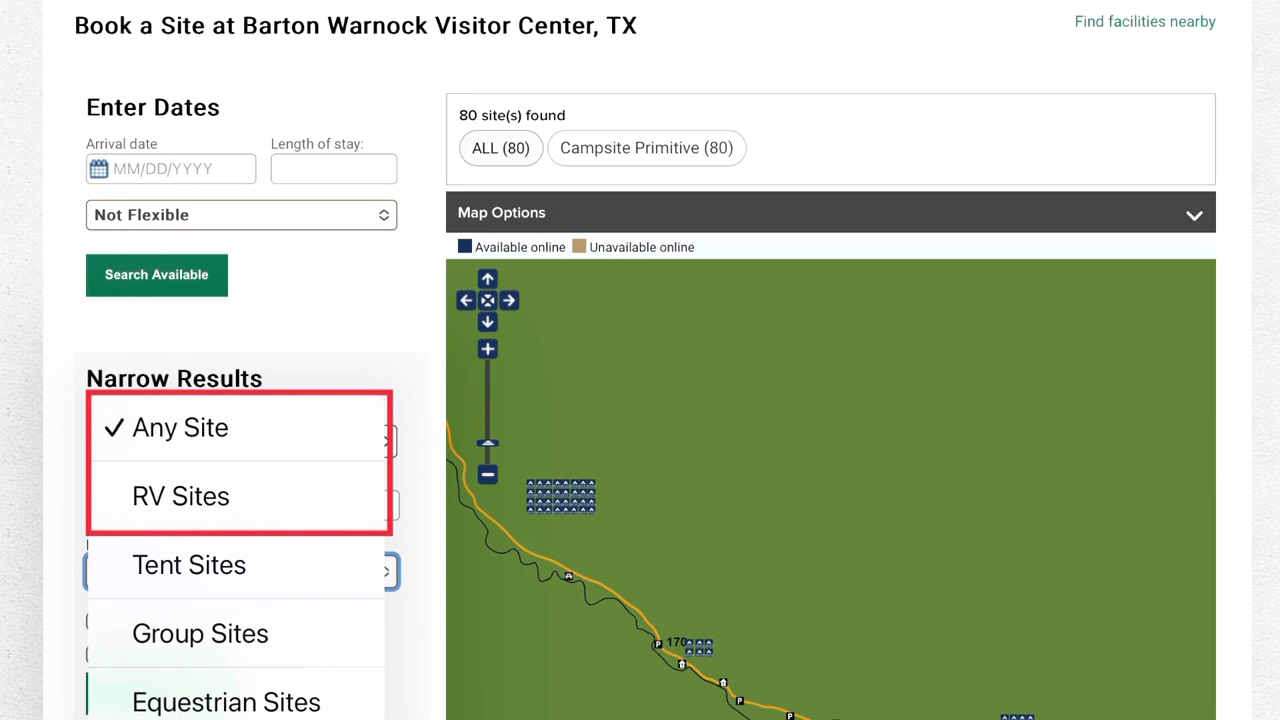 Book a Site at Barton Warnock Visitor Center, TX
Find facilities nearby
Enter Dates
Arrival date
Length of stay:
MM/DD/YYYY
Not Flexible
Search Available
80 site(s) found
ALL (80)
Campsite Primitive (80)
Map Options
Available online
Unavailable online
Narrow Results
✓ Any Site
RV Sites
Tent Sites
Group Sites
Equestrian Sites
P
170
P
P